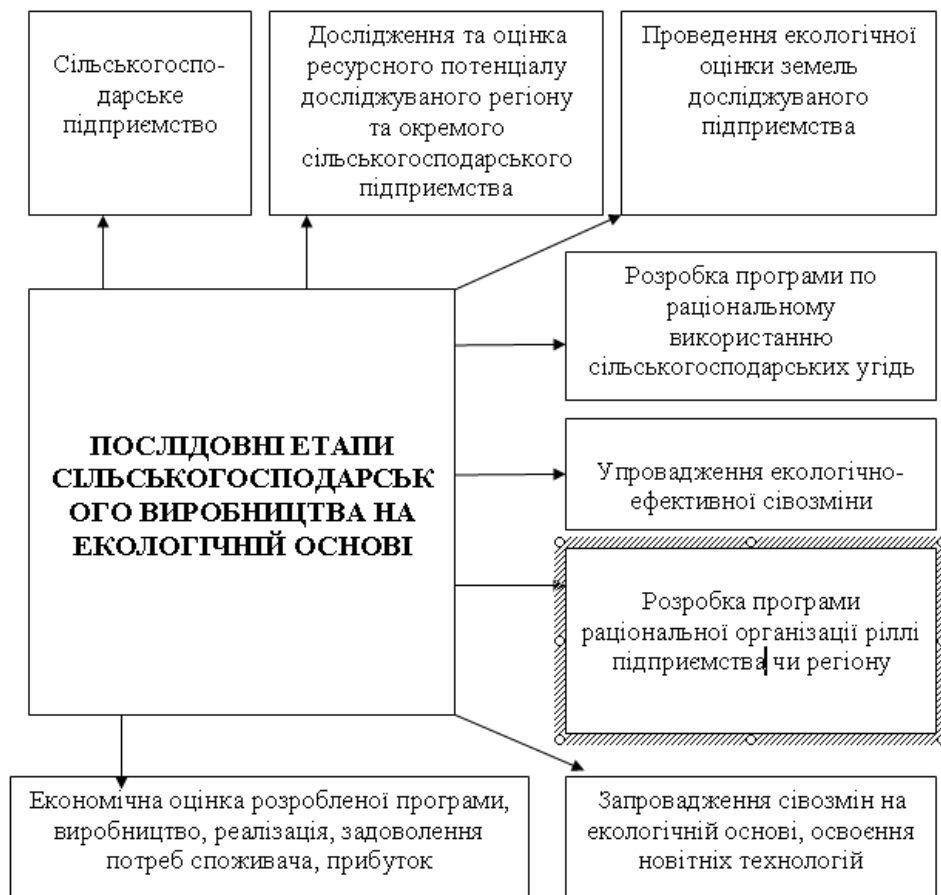 Сільськогоспо-
дарське
підприємство
Дослідження та оцінка
ресурсного потенціалу
досліджуваного регіону
та окремого
сільськогосподарського
підприємства
Проведення екологічної
оцінки земель
досліджуваного
підприємства
Розробка програми по
раціональному
використанню
сільськогосподарських угідь
ПОСЛІДОВНІ ЕТАПИ
СІЛЬСЬКОГОСПОДАРСЬК
ОГО ВИРОБНИЦТВА НА
ЕКОЛОГІЧНІЙ ОСНОВІ
Упровадження екологічно-
ефективної сівозміни
Розробка програми
раціональної організації ріллі
підприємства чи регіону
Економічна оцінка розробленої програми,
виробництво, реалізація, задоволення
потреб споживача, прибуток
Запровадження сівозмін на
екологічній основі, освоєння
новітніх технологій